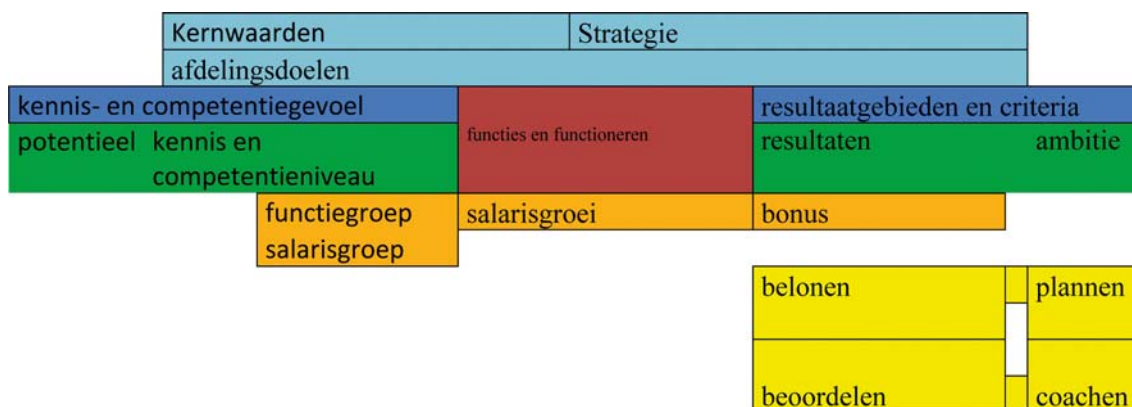 Kernwaarden Strategie
afdelingsdoelen
kennis- en competentiegevoel resultaatgebieden en criteria
functies en functioneren
potentieel kennis en resultaten ambitie
competentieniveau
functiegroep salarisgroei bonus
salarisgroep
belonen plannen
beoordelen coachen